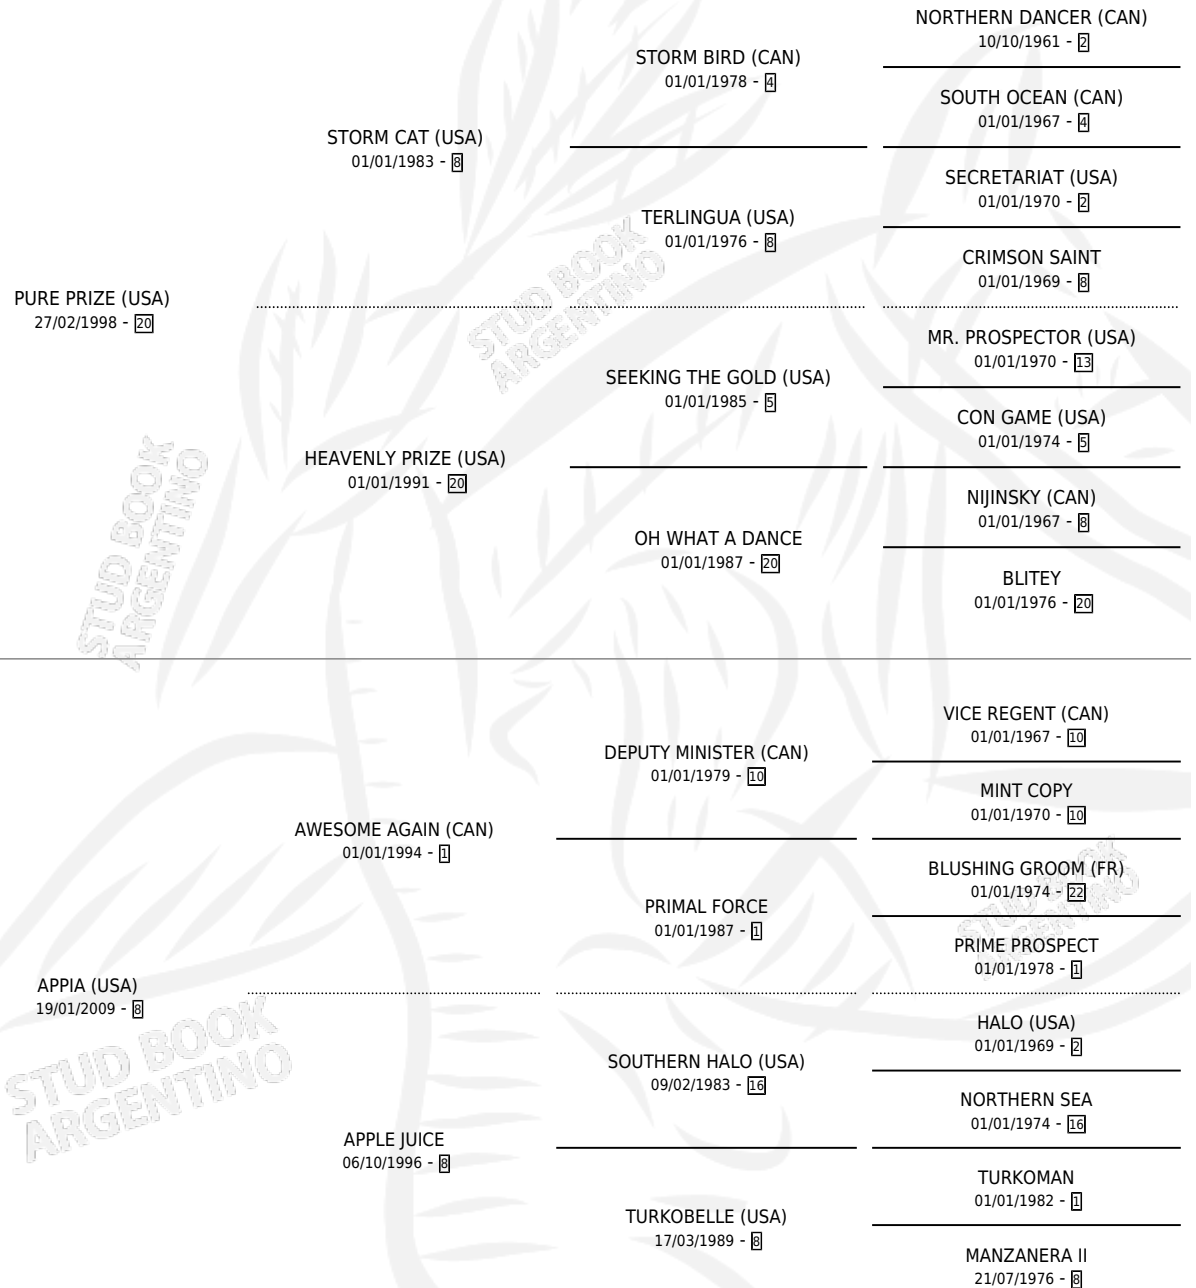 NORTHERN DANCER (CAN)
10/10/1961 - 2
STORM BIRD (CAN)
01/01/1978 - 4
SOUTH OCEAN (CAN)
01/01/1967 - 4
STORM CAT (USA)
01/01/1983 - 8
SECRETARIAT (USA)
01/01/1970 - 2
TERLINGUA (USA)
01/01/1976 - 8
CRIMSON SAINT
01/01/1969 - 8
PURE PRIZE (USA)
27/02/1998 - 20
MR. PROSPECTOR (USA)
01/01/1970 - 13
SEEKING THE GOLD (USA)
01/01/1985 - 5
CON GAME (USA)
01/01/1974 - 5
HEAVENLY PRIZE (USA)
01/01/1991 - 20
NIJINSKY (CAN)
01/01/1967 - 8
OH WHAT A DANCE
01/01/1987 - 20
BLITEY
01/01/1976 - 20
VICE REGENT (CAN)
01/01/1967 - 10
DEPUTY MINISTER (CAN)
01/01/1979 - 10
MINT COPY
01/01/1970 - 10
AWESOME AGAIN (CAN)
01/01/1994 - 1
BLUSHING GROOM (FR)
01/01/1974 - 22
PRIMAL FORCE
01/01/1987 - 1
PRIME PROSPECT
01/01/1978 - 1
APPIA (USA)
19/01/2009 - 8
HALO (USA)
01/01/1969 - 2
SOUTHERN HALO (USA)
09/02/1983 - 16
NORTHERN SEA
01/01/1974 - 16
APPLE JUICE
06/10/1996 - 8
TURKOMAN
01/01/1982 - 1
TURKOBELLE (USA)
17/03/1989 - 8
MANZANERA II
21/07/1976 - 8
STUD BOOK
ARGENTINO
STUD BOOK
ARGENTINO
STUD BOOK
ARGENTINO
STUD BOOK
ARGENTINO